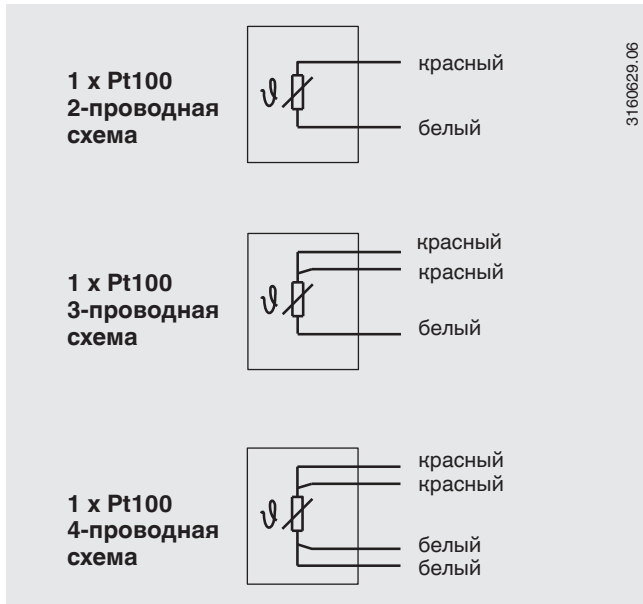 1 x Pt100
2-проводная
схема
красный
белый
3160629.06
1 x Pt100
3-проводная
схема
ϑ
красный
красный
белый
ϑ
1 x Pt100
4-проводная
схема
ϑ
красный
красный
белый
белый